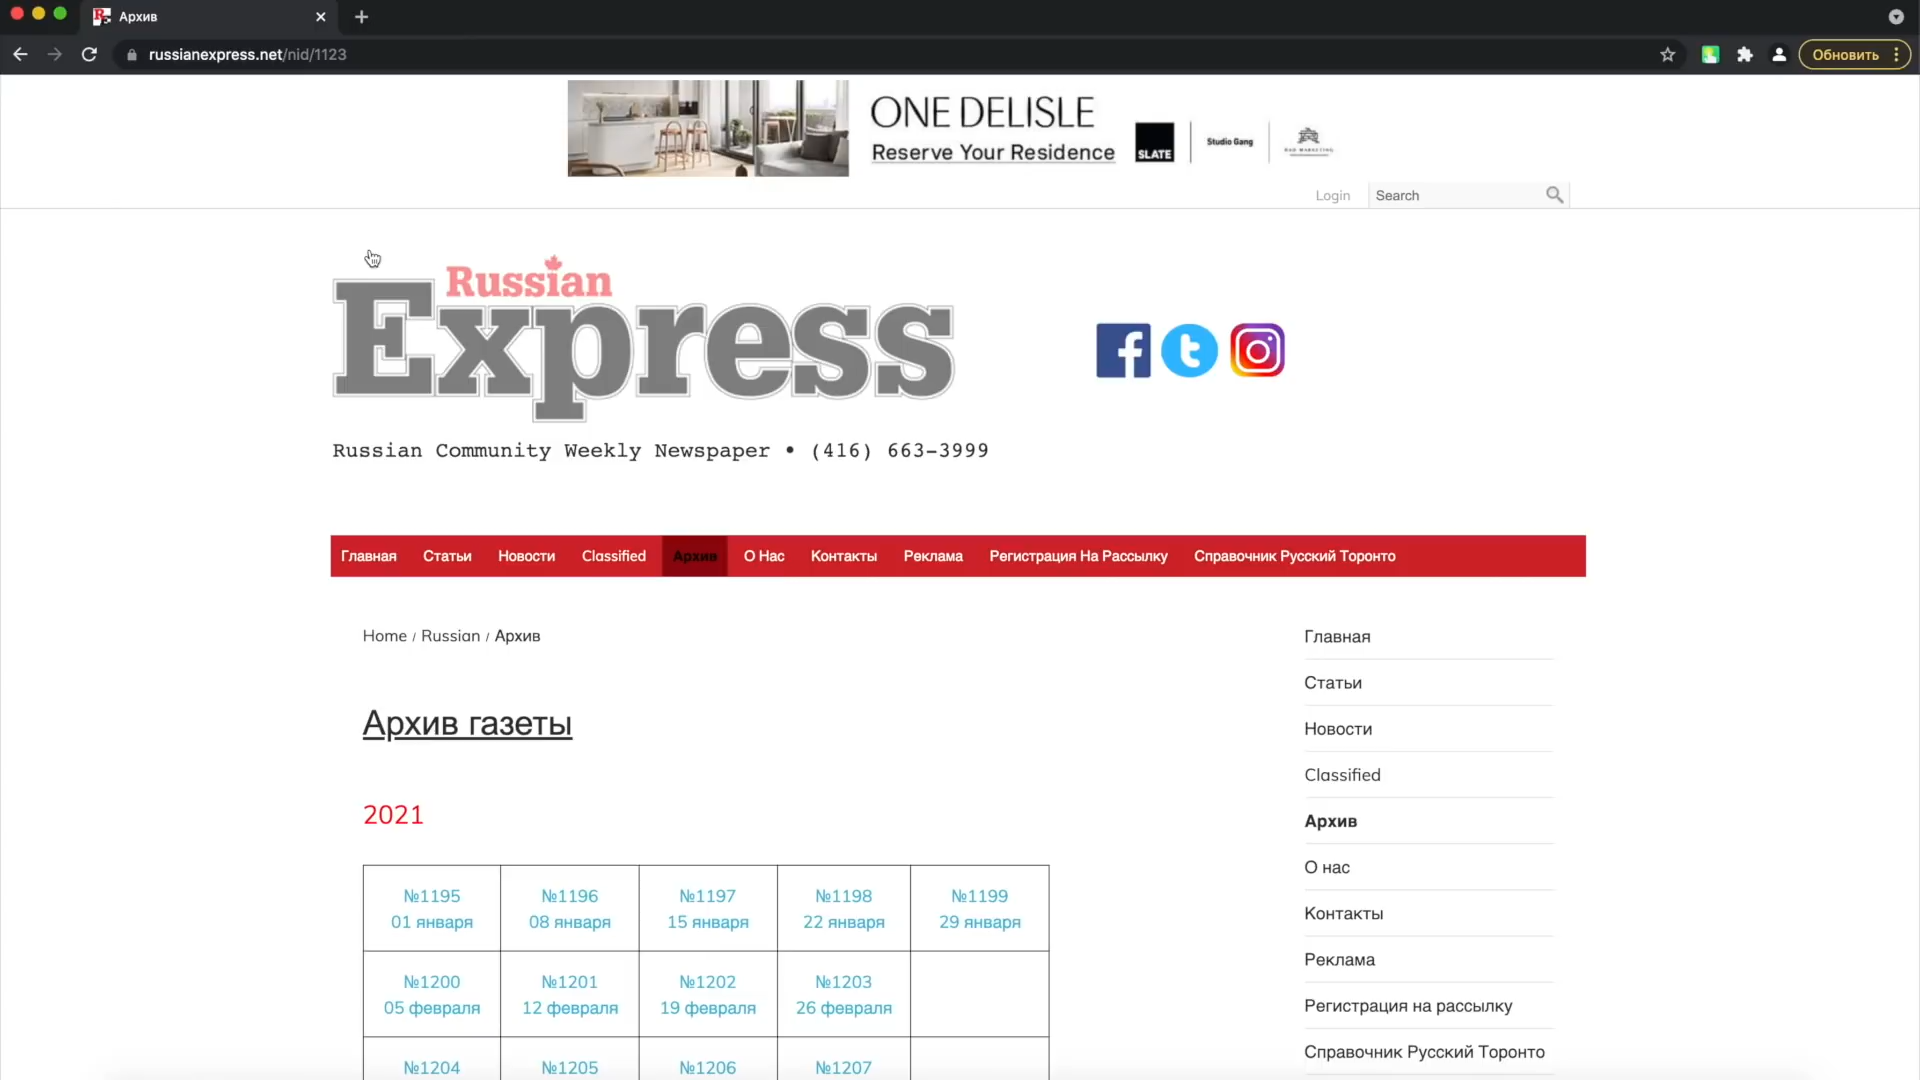 Архив
russianexpress.net/nid/1123
Обновить
ONE DELISLE
Reserve Your Residence
SLATE
Studio Gang
Login
Search
Russian
Express
Russian Community Weekly Newspaper • (416) 663-3999
Главная Статьи Новости Classified Архив О Нас Контакты Реклама Регистрация На Рассылку Справочник Русский Торонто
Home / Russian / Архив
Архив газеты
2021
№1195 №1196 №1197 №1198 №1199
01 января 08 января 15 января 22 января 29 января
№1200 №1201 №1202 №1203
05 февраля 12 февраля 19 февраля 26 февраля
№1204 №1205 №1206 №1207
Главная
Статьи
Новости
Classified
Архив
О нас
Контакты
Реклама
Регистрация на рассылку
Справочник Русский Торонто